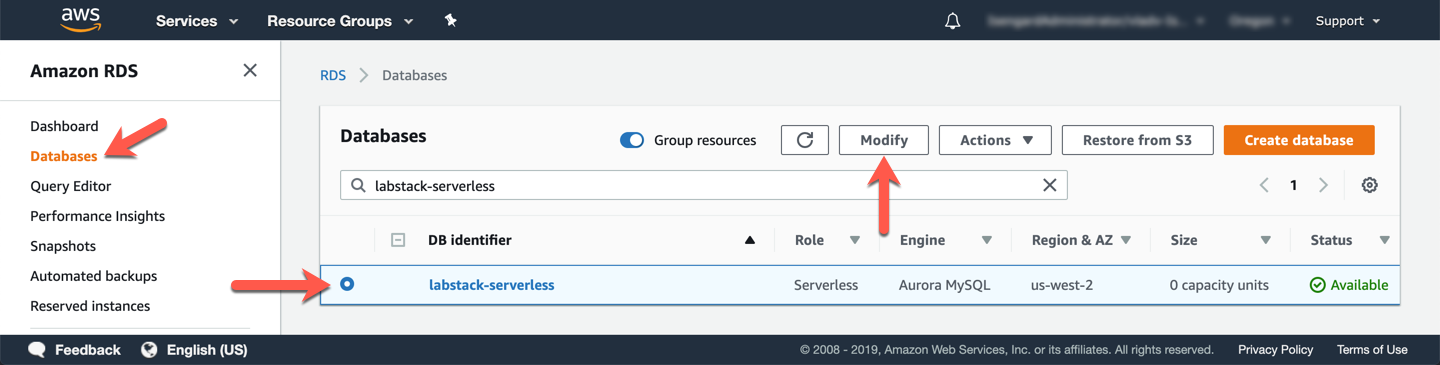 aws Services Resource Groups Support
Amazon RDS
Dashboard
Databases
Query Editor
Performance Insights
Snapshots
Automated backups
Reserved instances
RDS > Databases
Databases Group resources Modify Actions Restore from S3 Create database
labstack-serverless 1
DB identifier Role Engine Region & AZ Size Status
labstack-serverless Serverless Aurora MySQL us-west-2 0 capacity units Available
Feedback English (US) © 2008 - 2019, Amazon Web Services, Inc. or its affiliates. All rights reserved. Privacy Policy Terms of Use